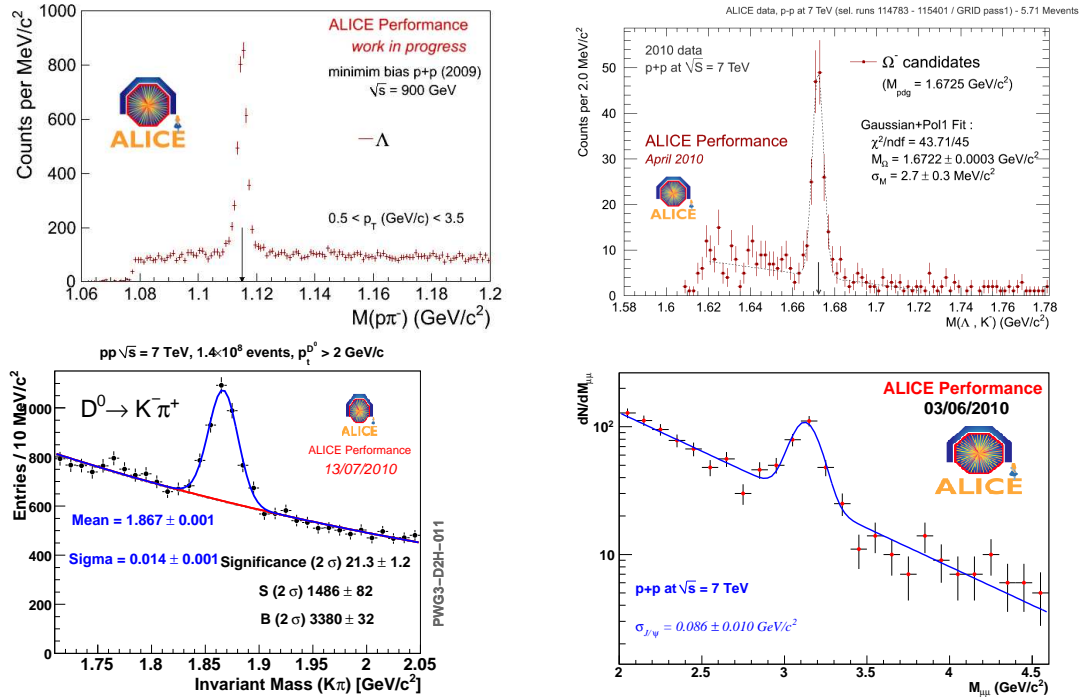 ALICE Performance
work in progress
minimim bias p+p (2009)
√s = 900 GeV
Λ
ALICE
0.5 < p_T (GeV/c) < 3.5
Counts per MeV/c²
0
200
400
600
800
1000
1.06
1.08
1.1
1.12
1.14
1.16
1.18
1.2
M(pπ⁻) (GeV/c²)
ALICE data, p-p at 7 TeV (sel. runs 114783 - 115401 / GRID pass1) - 5.71 Mevents
2010 data
p+p at √s = 7 TeV
Ω⁻ candidates
(M_pdg = 1.6725 GeV/c²)
Gaussian+Pol1 Fit :
χ²/ndf = 43.71/45
M_Ω = 1.6722 ± 0.0003 GeV/c²
σ_M = 2.7 ± 0.3 MeV/c²
ALICE Performance
April 2010
ALICE
Counts per 2.0 MeV/c²
0
10
20
30
40
50
1.58
1.6
1.62
1.64
1.66
1.68
1.7
1.72
1.74
1.76
1.78
M(Λ , K⁻) (GeV/c²)
pp √s = 7 TeV, 1.4×10⁸ events, p_t^D⁰ > 2 GeV/c
D⁰→ K⁻π⁺
ALICE
ALICE Performance
13/07/2010
Mean = 1.867 ± 0.001
Sigma = 0.014 ± 0.001
Significance (2 σ) 21.3 ± 1.2
S (2 σ) 1486 ± 82
B (2 σ) 3380 ± 32
Entries / 10 MeV/c²
0
200
400
600
800
1000
1.75
1.8
1.85
1.9
1.95
2
2.05
Invariant Mass (Kπ) [GeV/c²]
PWG3-D2H-011
ALICE Performance
03/06/2010
ALICE
p+p at √s = 7 TeV
σ_J/ψ = 0.086 ± 0.010 GeV/c²
dN/dM_μμ
10²
10
2
2.5
3
3.5
4
4.5
M_μμ (GeV/c²)